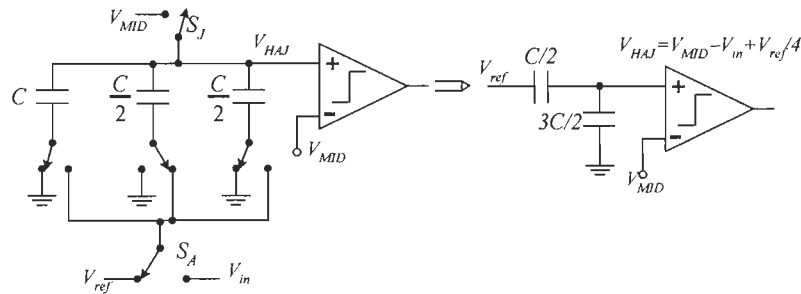 V_MID
S_J
V_HAJ
C
C/2
C/2
+
−
V_MID
S_A
V_ref
V_in
V_ref
C/2
3C/2
V_HAJ=V_MID−V_in+V_ref/4
+
−
V_MID